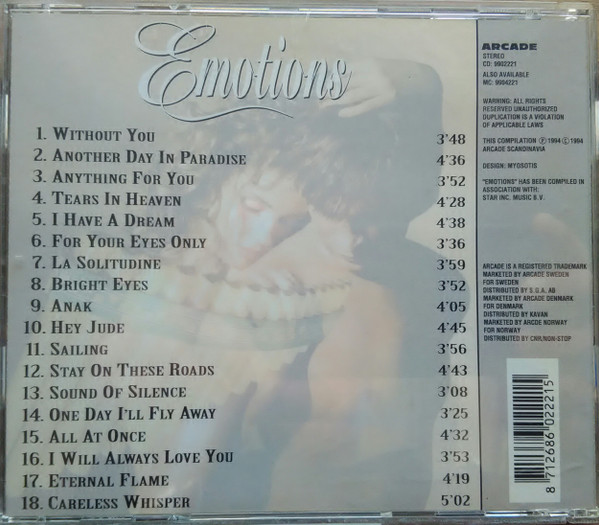 Emotions
1. Without You 3'48
2. Another Day In Paradise 4'36
3. Anything For You 3'52
4. Tears In Heaven 4'28
5. I Have A Dream 4'38
6. For Your Eyes Only 3'36
7. La Solitudine 3'59
8. Bright Eyes 3'52
9. Anak 4'05
10. Hey Jude 4'45
11. Sailing 3'56
12. Stay On These Roads 4'43
13. Sound Of Silence 3'08
14. One Day I'll Fly Away 3'25
15. All At Once 4'32
16. I Will Always Love You 3'53
17. Eternal Flame 4'19
18. Careless Whisper 5'02
ARCADE
STEREO
CD: 9902221
ALSO AVAILABLE
MC: 9904221
WARNING: ALL RIGHTS
RESERVED UNAUTHORIZED
DUPLICATION IS A VIOLATION
OF APPLICABLE LAWS
THIS COMPILATION Ⓟ 1994 Ⓒ 1994
ARCADE SCANDINAVIA
DESIGN: MYOSOTIS
"EMOTIONS" HAS BEEN COMPILED IN
ASSOCIATION WITH:
STAR INC. MUSIC B.V.
ARCADE IS A REGISTERED TRADEMARK
MARKETED BY ARCADE SWEDEN
FOR SWEDEN
DISTRIBUTED BY S.G.A. AB
MARKETED BY ARCADE DENMARK
FOR DENMARK
DISTRIBUTED BY KAVAN
MARKETED BY ARCDE NORWAY
FOR NORWAY
DISTRIBUTED BY CNR/NON-STOP
8 712686 022215